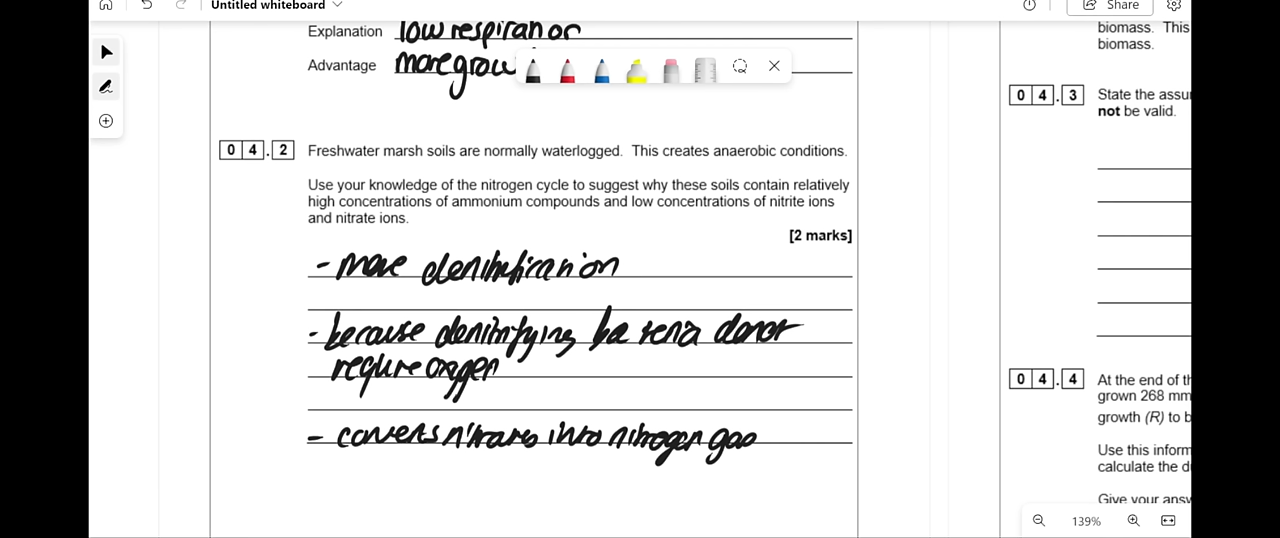 Untitled whiteboard
Share
Explanation low respiration
Advantage more grow
biomass. This
biomass.
0 4 . 3 State the assu
not be valid.
0 4 . 2 Freshwater marsh soils are normally waterlogged. This creates anaerobic conditions.
Use your knowledge of the nitrogen cycle to suggest why these soils contain relatively
high concentrations of ammonium compounds and low concentrations of nitrite ions
and nitrate ions.
[2 marks]
- more denitrification
- because denitrifying bacteria donot
require oxygen
- converts nitrates into nitrogen gas
0 4 . 4 At the end of th
grown 268 mm
growth (R) to b
Use this inform
calculate the d
Give your answ
139%